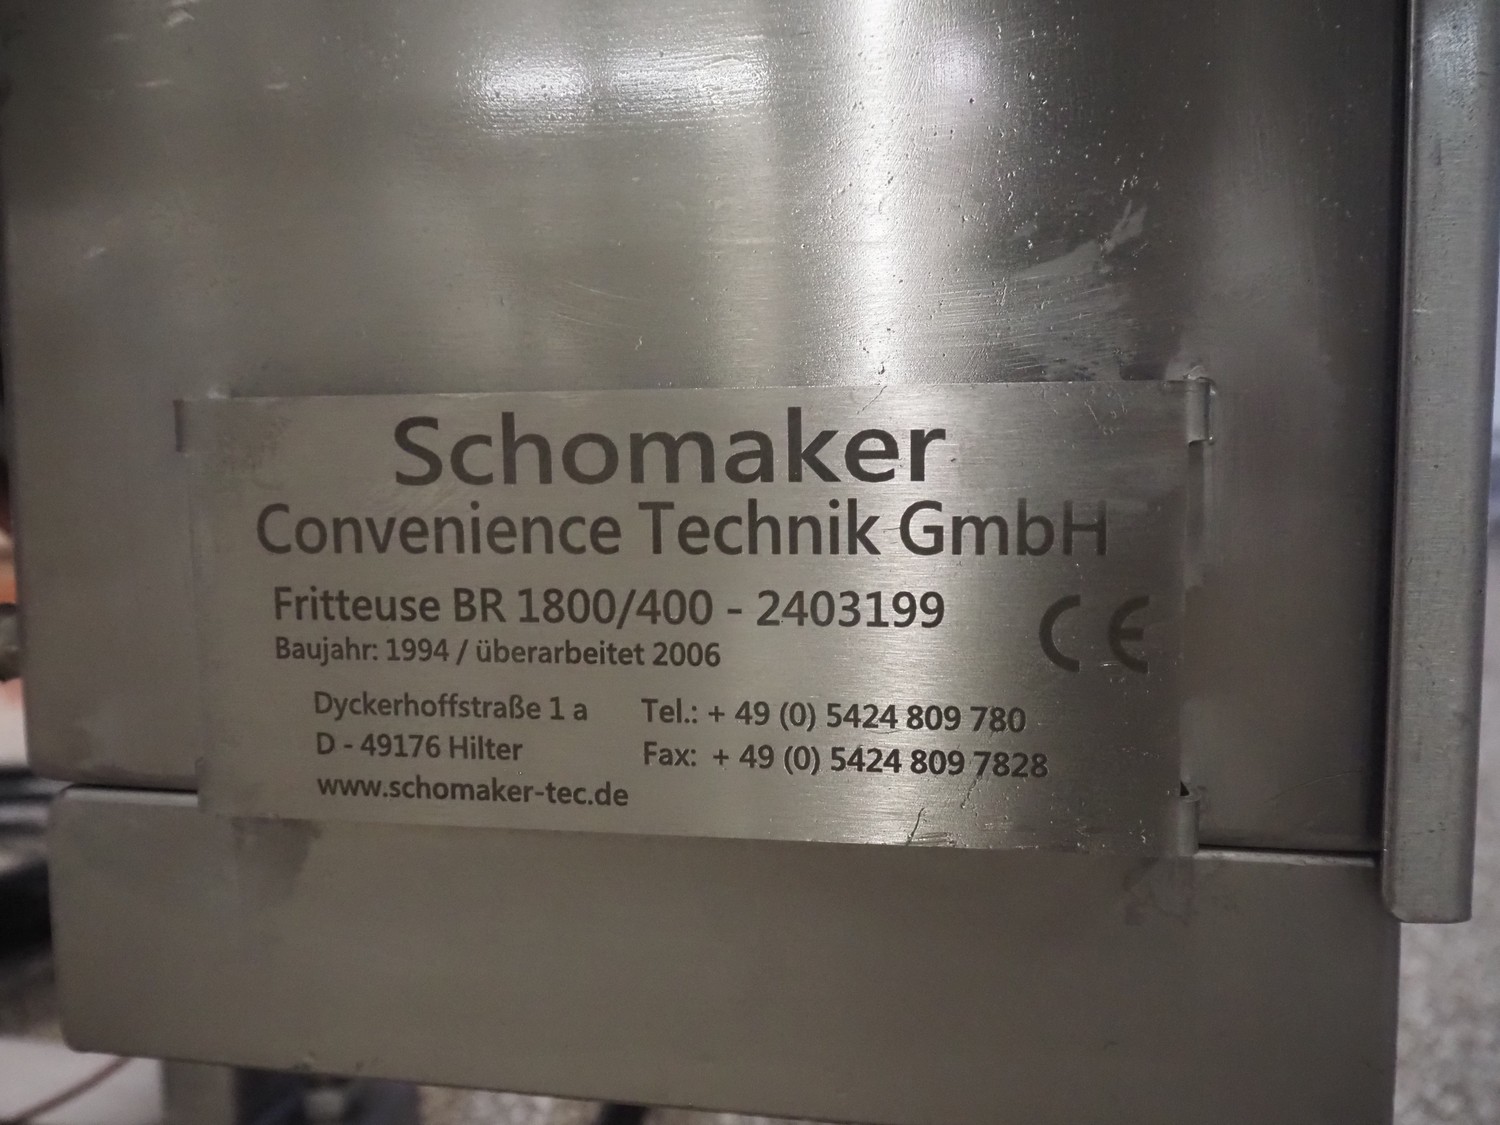 Schomaker
Convenience Technik GmbH
Fritteuse BR 1800/400 - 2403199
Baujahr: 1994 / überarbeitet 2006
CE
Dyckerhoffstraße 1 a
Tel.: + 49 (0) 5424 809 780
D - 49176 Hilter
Fax: + 49 (0) 5424 809 7828
www.schomaker-tec.de